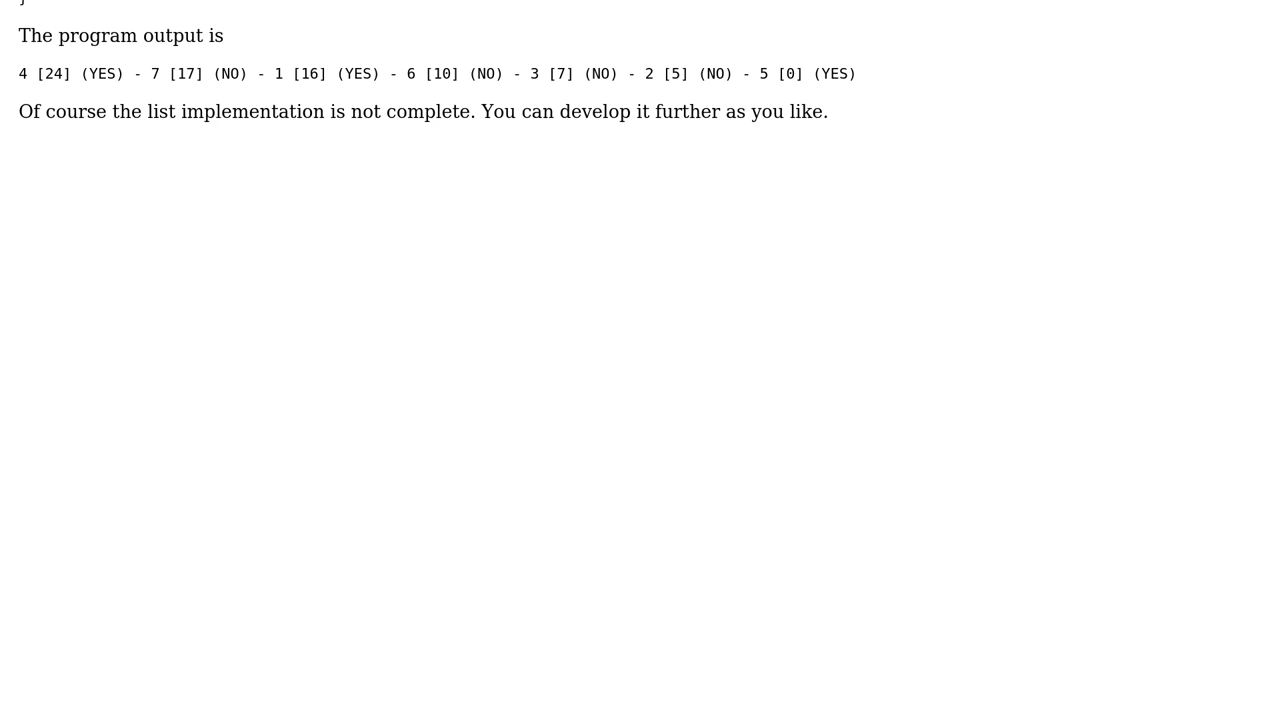 }
The program output is
4 [24] (YES) - 7 [17] (NO) - 1 [16] (YES) - 6 [10] (NO) - 3 [7] (NO) - 2 [5] (NO) - 5 [0] (YES)
Of course the list implementation is not complete. You can develop it further as you like.